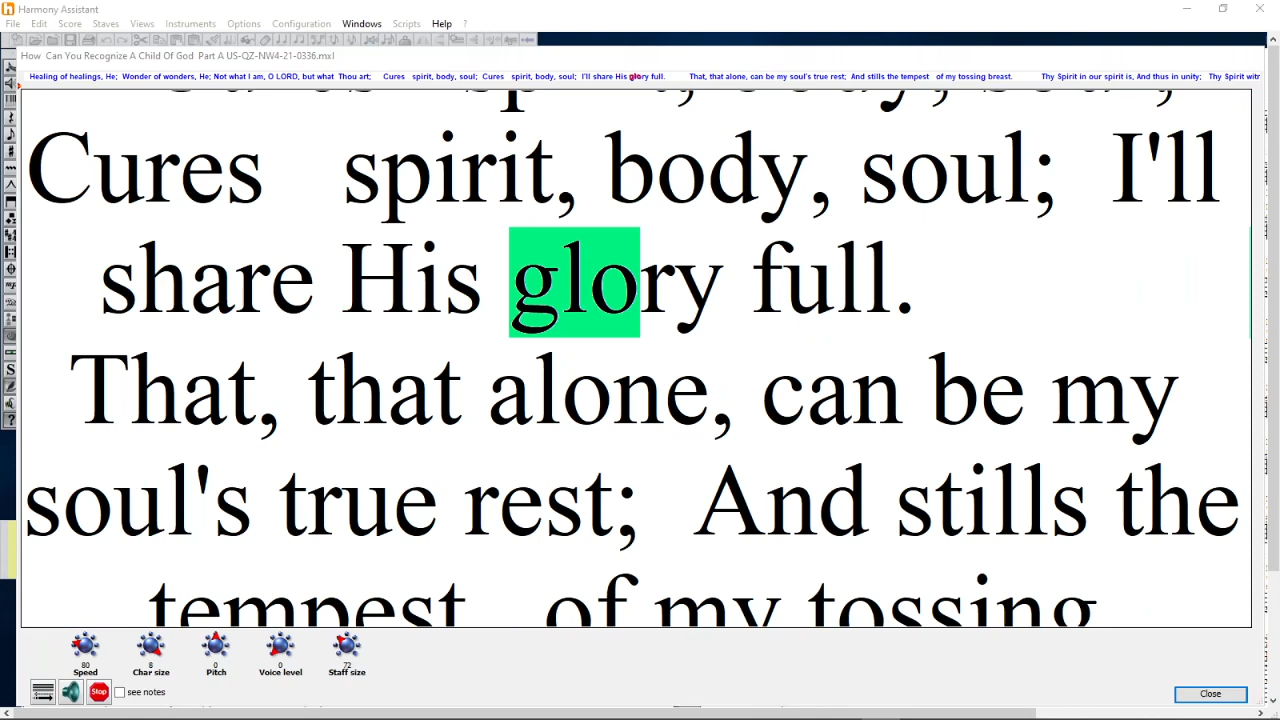 Harmony Assistant
File Edit Score Staves Views Instruments Options Configuration Windows Scripts Help ?
How Can You Recognize A Child Of God Part A US-QZ-NW4-21-0336.mxl
Healing of healings, He; Wonder of wonders, He; Not what I am, O LORD, but what Thou art; Cures spirit, body, soul; Cures spirit, body, soul; I'll share His glory full. That, that alone, can be my soul's true rest; And stills the tempest of my tossing breast. Thy Spirit in our spirit is, And thus in unity; Thy Spirit
Cures spirit, body, soul; I'll
share His glory full.
That, that alone, can be my
soul's true rest; And stills the
tempest of my tossing
80 8 0 0 72
Speed Char size Pitch Voice level Staff size
Stop see notes
Close